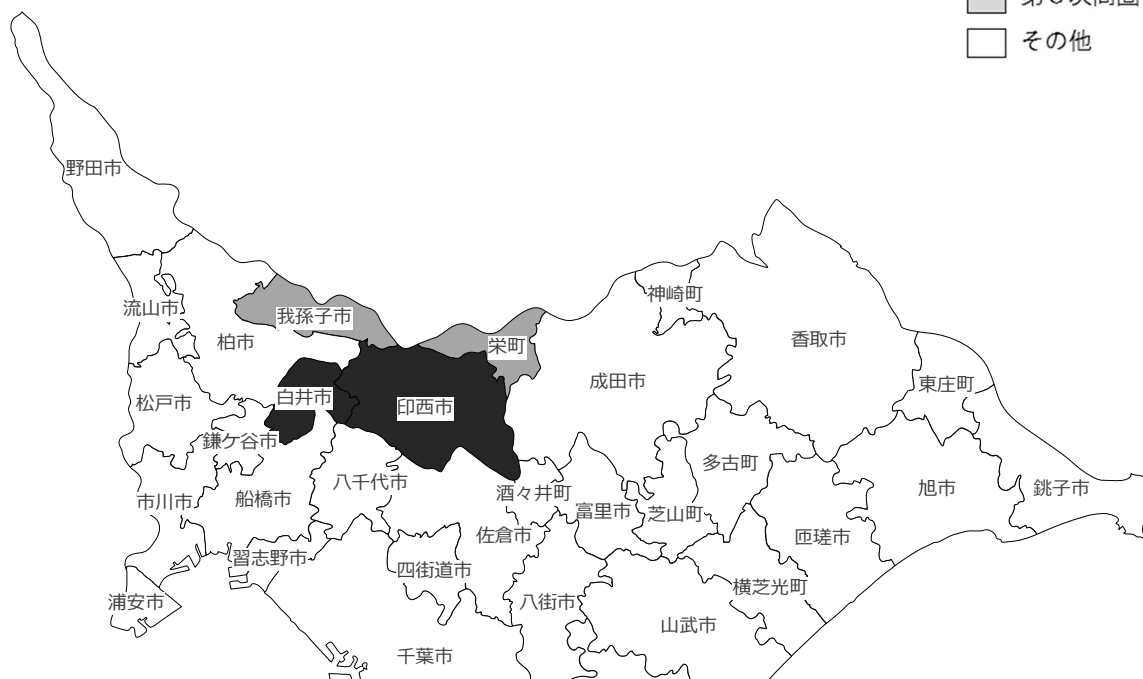 その他
野田市
流山市
柏市
我孫子市
栄町
神崎町
香取市
成田市
東庄町
松戸市
白井市
印西市
鎌ケ谷市
多古町
市川市
船橋市
八千代市
酒々井町
富里市
芝山町
旭市
銚子市
佐倉市
匝瑳市
習志野市
四街道市
浦安市
八街市
横芝光町
山武市
千葉市